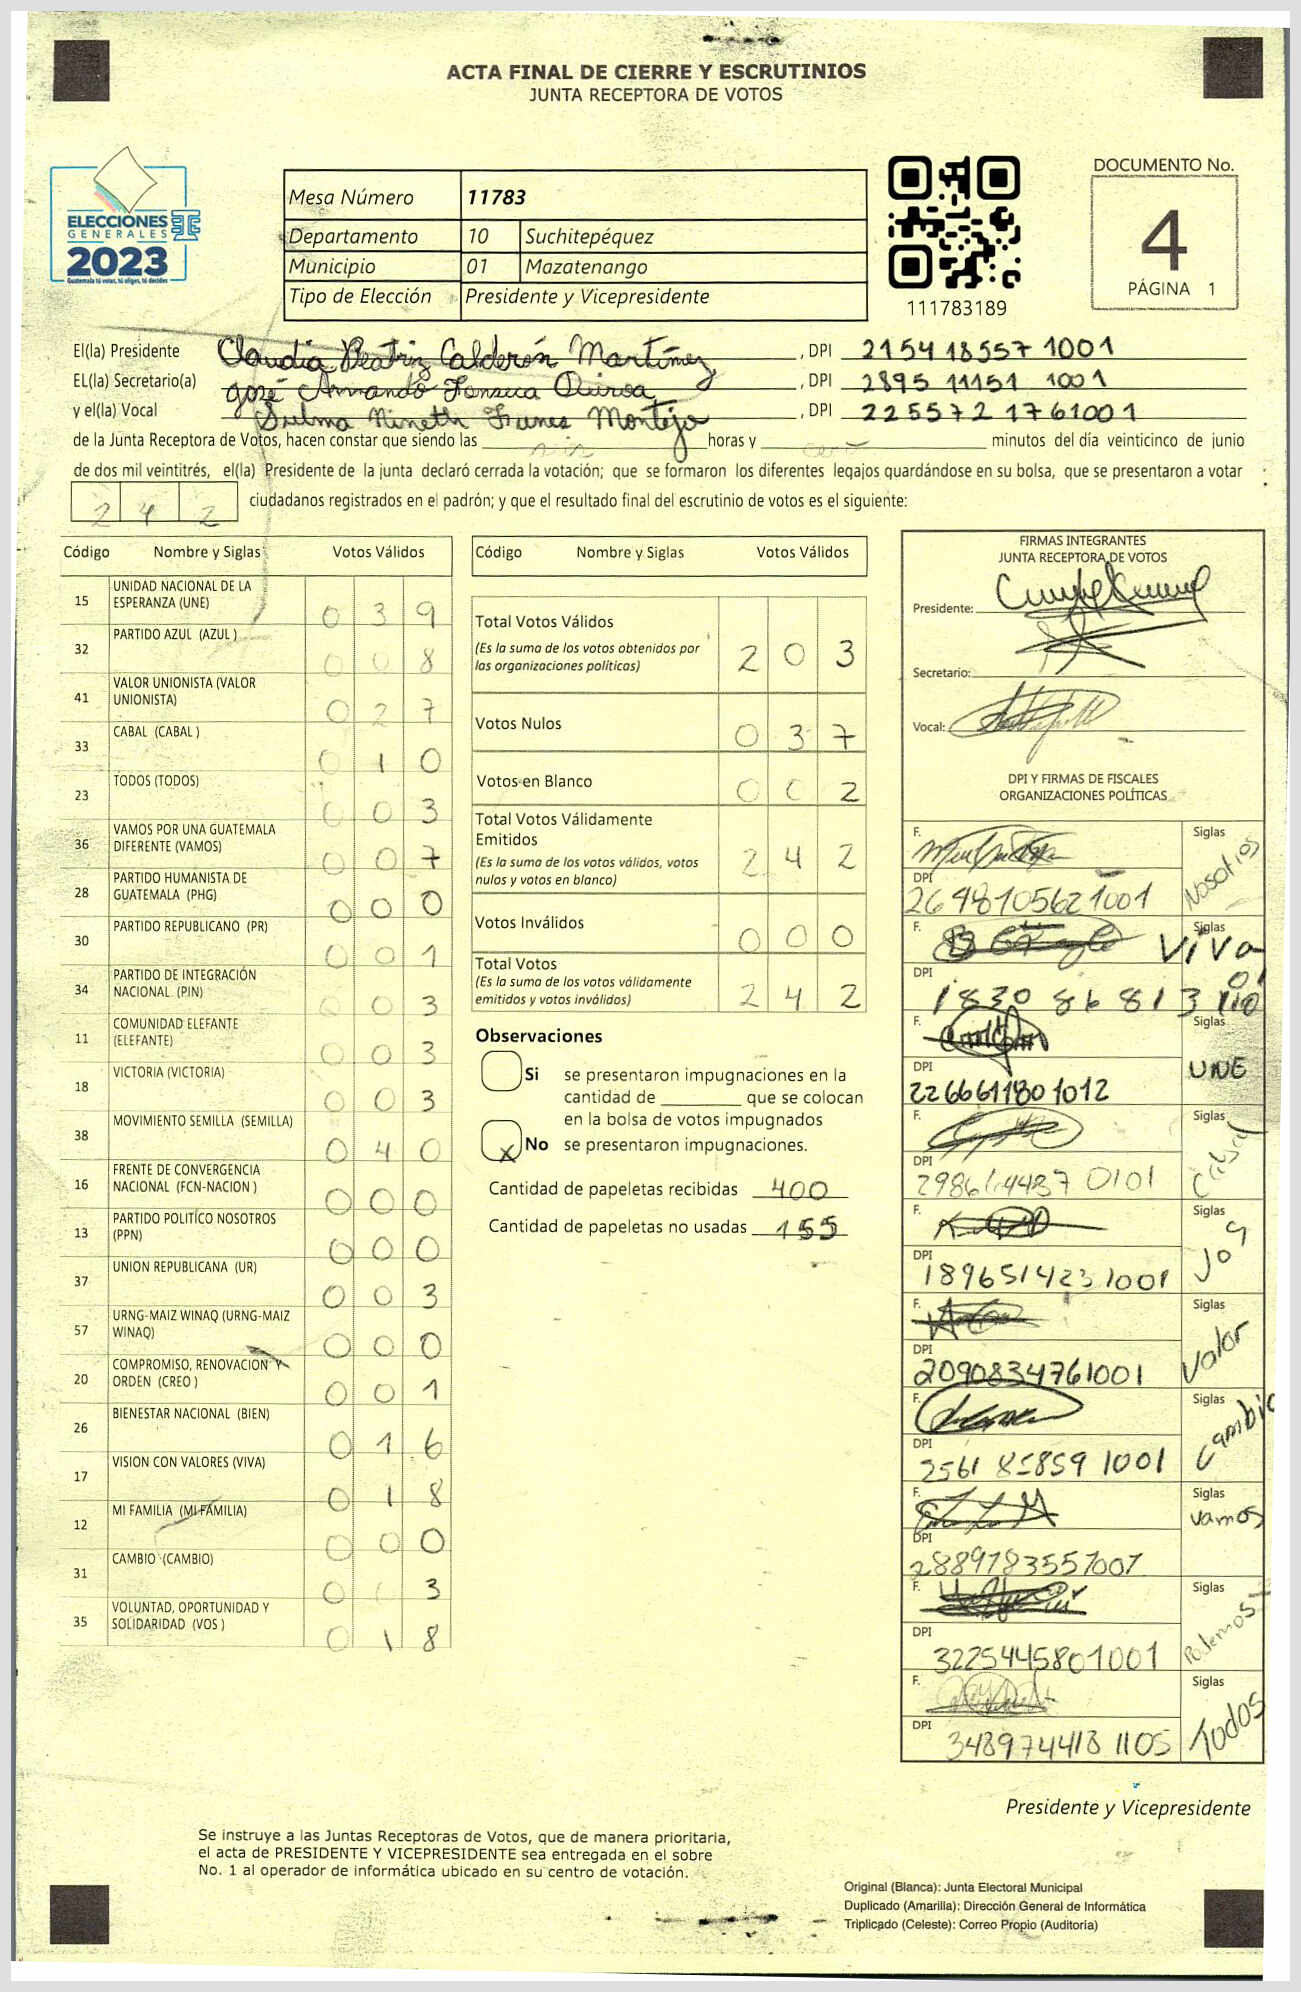 ACTA FINAL DE CIERRE Y ESCRUTINIOS
JUNTA RECEPTORA DE VOTOS
ELECCIONES
GENERALES
2023
Guatemala tú votas, tú eliges, tú decides
Mesa Número 11783
Departamento 10 Suchitepéquez
Municipio 01 Mazatenango
Tipo de Elección Presidente y Vicepresidente
111783189
DOCUMENTO No.
4
PÁGINA 1
El(la) Presidente Claudia Beatriz Calderón Martínez, DPI 2154 18557 1001
EL(la) Secretario(a) José Armando Fonseca Quiroa, DPI 2895 11151 1001
y el(la) Vocal Funes Montejo, DPI 225572 1761001
de la Junta Receptora de Votos, hacen constar que siendo las horas y cero minutos del día veinticinco de junio
de dos mil veintitrés, el(la) Presidente de la junta declaró cerrada la votación; que se formaron los diferentes legajos quardándose en su bolsa, que se presentaron a votar
242 ciudadanos registrados en el padrón; y que el resultado final del escrutinio de votos es el siguiente:
Código Nombre y Siglas Votos Válidos
15 UNIDAD NACIONAL DE LA ESPERANZA (UNE) 0 3 9
32 PARTIDO AZUL (AZUL ) 0 0 8
41 VALOR UNIONISTA (VALOR UNIONISTA) 0 2 7
33 CABAL (CABAL ) 0 1 0
23 TODOS (TODOS) 0 0 3
36 VAMOS POR UNA GUATEMALA DIFERENTE (VAMOS) 0 0 7
28 PARTIDO HUMANISTA DE GUATEMALA (PHG) 0 0 0
30 PARTIDO REPUBLICANO (PR) 0 0 1
34 PARTIDO DE INTEGRACIÓN NACIONAL (PIN) 0 0 3
11 COMUNIDAD ELEFANTE (ELEFANTE) 0 0 3
18 VICTORIA (VICTORIA) 0 0 3
38 MOVIMIENTO SEMILLA (SEMILLA) 0 4 0
16 FRENTE DE CONVERGENCIA NACIONAL (FCN-NACION ) 0 0 0
13 PARTIDO POLITÍCO NOSOTROS (PPN) 0 0 0
37 UNION REPUBLICANA (UR) 0 0 3
57 URNG-MAIZ WINAQ (URNG-MAIZ WINAQ) 0 0 0
20 COMPROMISO, RENOVACION Y ORDEN (CREO ) 0 0 1
26 BIENESTAR NACIONAL (BIEN) 0 1 6
17 VISION CON VALORES (VIVA) 0 1 8
12 MI FAMILIA (MI FAMILIA) 0 0 0
31 CAMBIO (CAMBIO) 0 3
35 VOLUNTAD, OPORTUNIDAD Y SOLIDARIDAD (VOS ) 0 1 8
Código Nombre y Siglas Votos Válidos
Total Votos Válidos 2 0 3
(Es la suma de los votos obtenidos por
las organizaciones políticas)
Votos Nulos 0 3 7
Votos en Blanco 0 0 2
Total Votos Válidamente
Emitidos 2 4 2
(Es la suma de los votos válidos, votos
nulos y votos en blanco)
Votos Inválidos 0 0 0
Total Votos
(Es la suma de los votos válidamente
emitidos y votos inválidos) 2 4 2
Observaciones
Si se presentaron impugnaciones en la
cantidad de ________ que se colocan
en la bolsa de votos impugnados
X No se presentaron impugnaciones.
Cantidad de papeletas recibidas 400
Cantidad de papeletas no usadas 155
FIRMAS INTEGRANTES
JUNTA RECEPTORA DE VOTOS
Presidente:
Secretario:
Vocal:
DPI Y FIRMAS DE FISCALES
ORGANIZACIONES POLÍTICAS
F. Siglas Nosotros
DPI 2648105621001
F. Siglas Viva
DPI 1830 86813
F. Siglas UNE
DPI 2266611801012
F. Siglas Cabal
DPI
F. Siglas
DPI 1896514231001
F. Siglas Valor
DPI 2090834761001
F. Siglas Cambio
DPI 2561 85859 1001
F. Siglas Vamos
DPI 2889783557001
F. Siglas Podemos
DPI 3225445801001
F. Siglas Todos
DPI 348974418 1105
Presidente y Vicepresidente
Se instruye a las Juntas Receptoras de Votos, que de manera prioritaria,
el acta de PRESIDENTE Y VICEPRESIDENTE sea entregada en el sobre
No. 1 al operador de informática ubicado en su centro de votación.
Original (Blanca): Junta Electoral Municipal
Duplicado (Amarilla): Dirección General de Informática
Triplicado (Celeste): Correo Propio (Auditoría)